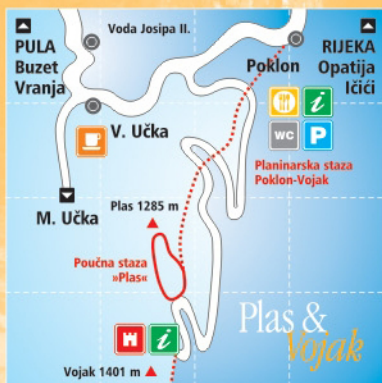 PULA
Buzet
Vranja
Voda Josipa II.
Poklon
RIJEKA
Opatija
Ičići
i
WC
P
V. Učka
Planinarska staza
Poklon-Vojak
M. Učka
Plas 1285 m
Poučna staza
»Plas«
i
Vojak 1401 m
Plas &
Vojak